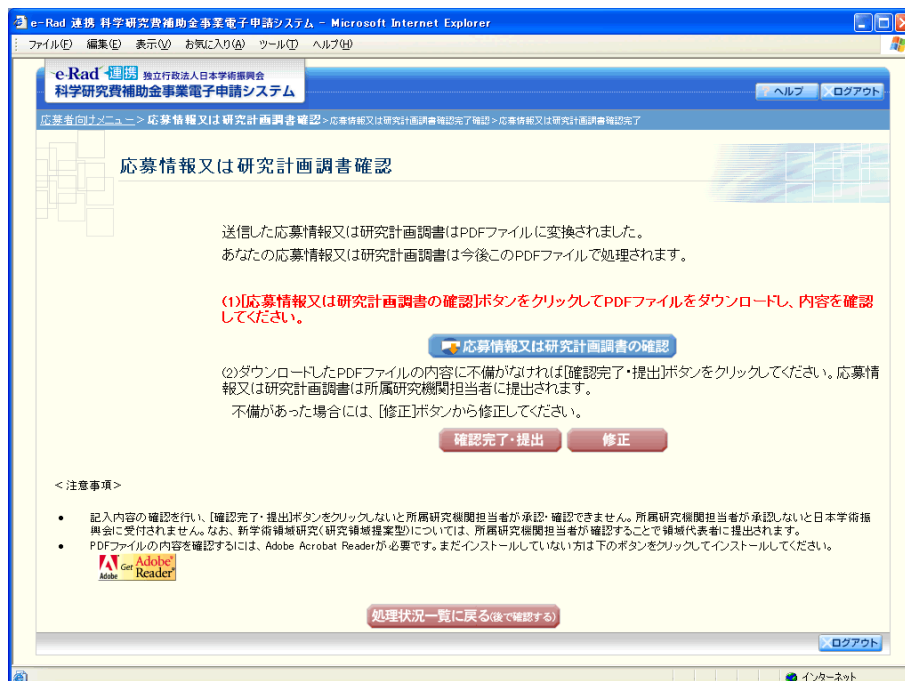 e-Rad 連携 科学研究費補助金事業電子申請システム - Microsoft Internet Explorer
ファイル(F) 編集(E) 表示(V) お気に入り(A) ツール(T) ヘルプ(H)
e-Rad 連携 独立行政法人日本学術振興会
科学研究費補助金事業電子申請システム
ヘルプ ログアウト
応募者向けメニュー>応募情報又は研究計画調書確認>応募情報又は研究計画調書確認完了確認>応募情報又は研究計画調書確認完了
応募情報又は研究計画調書確認
送信した応募情報又は研究計画調書はPDFファイルに変換されました。
あなたの応募情報又は研究計画調書は今後このPDFファイルで処理されます。
(1)[応募情報又は研究計画調書の確認]ボタンをクリックしてPDFファイルをダウンロードし、内容を確認
してください。
応募情報又は研究計画調書の確認
(2)ダウンロードしたPDFファイルの内容に不備がなければ[確認完了・提出]ボタンをクリックしてください。応募情
報又は研究計画調書は所属研究機関担当者に提出されます。
不備があった場合には、[修正]ボタンから修正してください。
確認完了・提出 修正
<注意事項>
• 記入内容の確認を行い、[確認完了・提出]ボタンをクリックしないと所属研究機関担当者が承認・確認できません。所属研究機関担当者が承認しないと日本学術振
興会に受付されません。なお、新学術領域研究(研究領域提案型)については、所属研究機関担当者が確認することで領域代表者に提出されます。
• PDFファイルの内容を確認するには、Adobe Acrobat Readerが必要です。まだインストールしていない方は下のボタンをクリックしてインストールしてください。
Adobe Get Adobe® Reader®
処理状況一覧に戻る(後で確認する)
ログアウト
インターネット